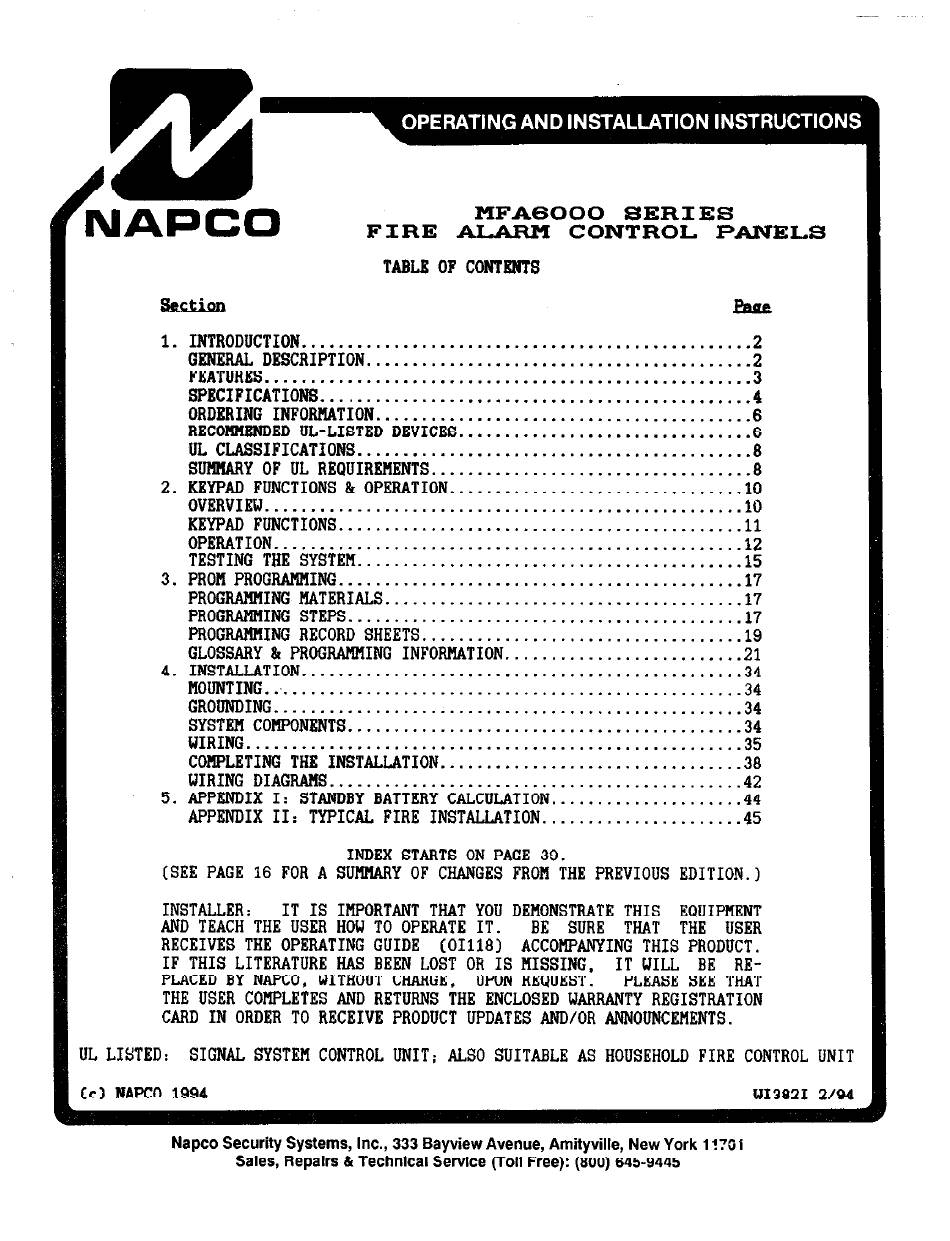 OPERATING AND INSTALLATION INSTRUCTIONS
NAPCO
MFA6000 SERIES
FIRE ALARM CONTROL PANELS
TABLE OF CONTENTS
Section Page
1. INTRODUCTION.................................................2
GENERAL DESCRIPTION..........................................2
FEATURES.....................................................3
SPECIFICATIONS...............................................4
ORDERING INFORMATION.........................................6
RECOMMENDED UL-LISTED DEVICES................................6
UL CLASSIFICATIONS...........................................8
SUMMARY OF UL REQUIREMENTS...................................8
2. KEYPAD FUNCTIONS & OPERATION................................10
OVERVIEW....................................................10
KEYPAD FUNCTIONS............................................11
OPERATION...................................................12
TESTING THE SYSTEM..........................................15
3. PROM PROGRAMMING............................................17
PROGRAMMING MATERIALS.......................................17
PROGRAMMING STEPS...........................................17
PROGRAMMING RECORD SHEETS...................................19
GLOSSARY & PROGRAMMING INFORMATION..........................21
4. INSTALLATION................................................34
MOUNTING....................................................34
GROUNDING...................................................34
SYSTEM COMPONENTS...........................................34
WIRING......................................................35
COMPLETING THE INSTALLATION.................................38
WIRING DIAGRAMS.............................................42
5. APPENDIX I: STANDBY BATTERY CALCULATION.....................44
APPENDIX II: TYPICAL FIRE INSTALLATION......................45
INDEX STARTS ON PAGE 30.
(SEE PAGE 16 FOR A SUMMARY OF CHANGES FROM THE PREVIOUS EDITION.)
INSTALLER: IT IS IMPORTANT THAT YOU DEMONSTRATE THIS EQUIPMENT
AND TEACH THE USER HOW TO OPERATE IT. BE SURE THAT THE USER
RECEIVES THE OPERATING GUIDE (OI118) ACCOMPANYING THIS PRODUCT.
IF THIS LITERATURE HAS BEEN LOST OR IS MISSING, IT WILL BE RE-
PLACED BY NAPCO, WITHOUT CHARGE, UPON REQUEST. PLEASE SEE THAT
THE USER COMPLETES AND RETURNS THE ENCLOSED WARRANTY REGISTRATION
CARD IN ORDER TO RECEIVE PRODUCT UPDATES AND/OR ANNOUNCEMENTS.
UL LISTED: SIGNAL SYSTEM CONTROL UNIT; ALSO SUITABLE AS HOUSEHOLD FIRE CONTROL UNIT
(c) NAPCO 1994 2/94
Napco Security Systems, Inc., 333 Bayview Avenue, Amityville, New York 11701
Sales, Repairs & Technical Service (Toll Free): (800) 645-9445